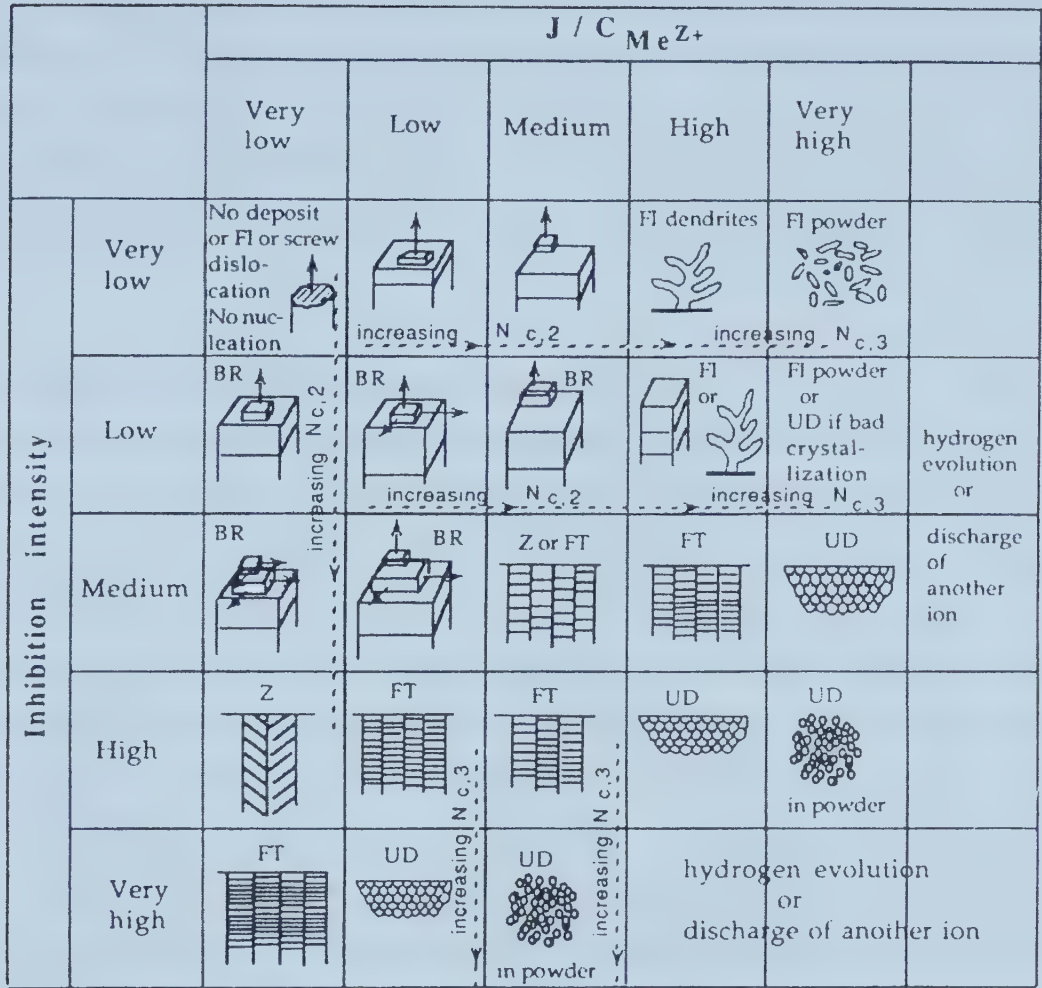 J / C Me Z+
Very low
Low
Medium
High
Very high
Inhibition intensity
Very low
No deposit
or FI or screw
dislo-
cation
No nuc-
leation
FI dendrites
FI powder
increasing N c,2
increasing N c,3
increasing N c,2
Low
BR
BR
BR
FI
or
FI powder
or
UD if bad
crystal-
lization
increasing N c,2
increasing N c,3
hydrogen
evolution
or
discharge
of
another
ion
Medium
BR
BR
Z or FT
FT
UD
High
Z
FT
FT
UD
UD
in powder
increasing N c,3
increasing N c,3
Very high
FT
UD
UD
in powder
hydrogen evolution
or
discharge of another ion